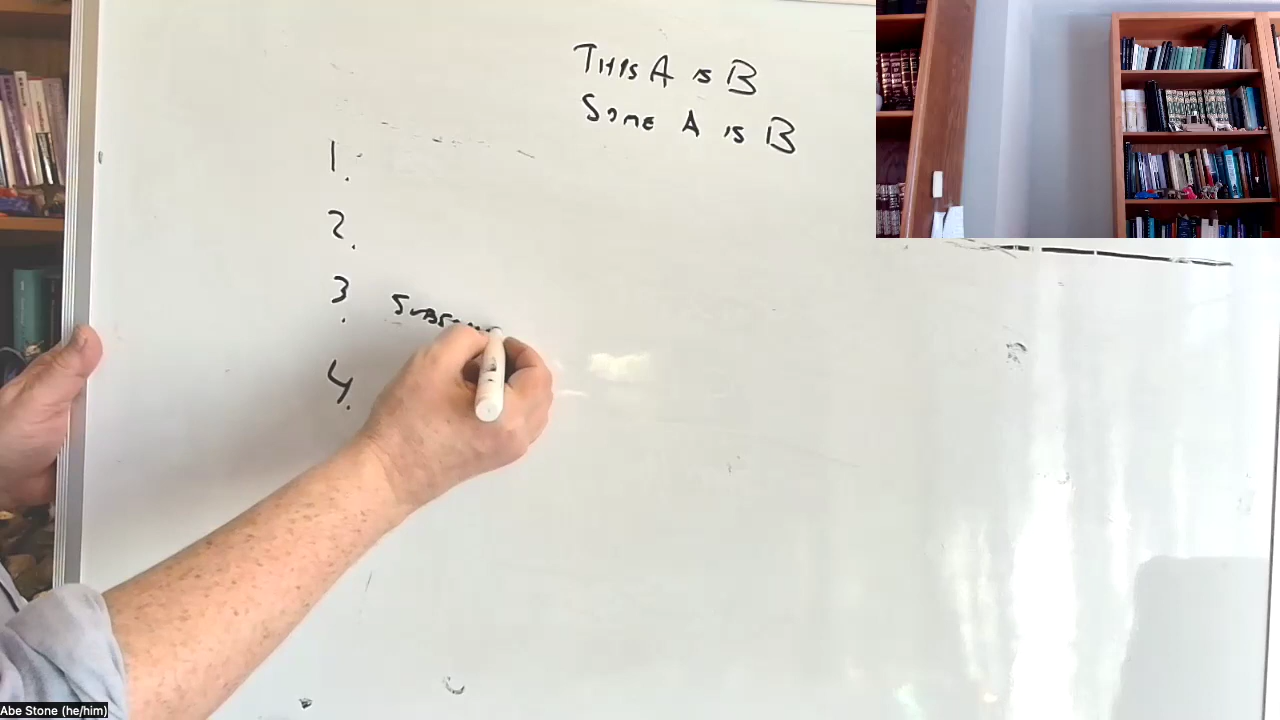 THIS A IS B
SOME A IS B
1.
2.
3.
4.
Abe Stone (he/him)